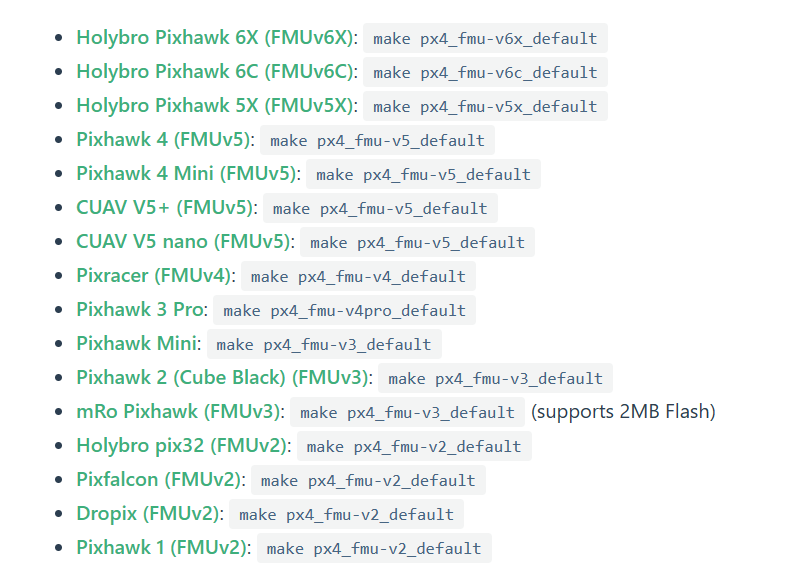 Holybro Pixhawk 6X (FMUv6X): make px4_fmu-v6x_default
Holybro Pixhawk 6C (FMUv6C): make px4_fmu-v6c_default
Holybro Pixhawk 5X (FMUv5X): make px4_fmu-v5x_default
Pixhawk 4 (FMUv5): make px4_fmu-v5_default
Pixhawk 4 Mini (FMUv5): make px4_fmu-v5_default
CUAV V5+ (FMUv5): make px4_fmu-v5_default
CUAV V5 nano (FMUv5): make px4_fmu-v5_default
Pixracer (FMUv4): make px4_fmu-v4_default
Pixhawk 3 Pro: make px4_fmu-v4pro_default
Pixhawk Mini: make px4_fmu-v3_default
Pixhawk 2 (Cube Black) (FMUv3): make px4_fmu-v3_default
mRo Pixhawk (FMUv3): make px4_fmu-v3_default (supports 2MB Flash)
Holybro pix32 (FMUv2): make px4_fmu-v2_default
Pixfalcon (FMUv2): make px4_fmu-v2_default
Dropix (FMUv2): make px4_fmu-v2_default
Pixhawk 1 (FMUv2): make px4_fmu-v2_default